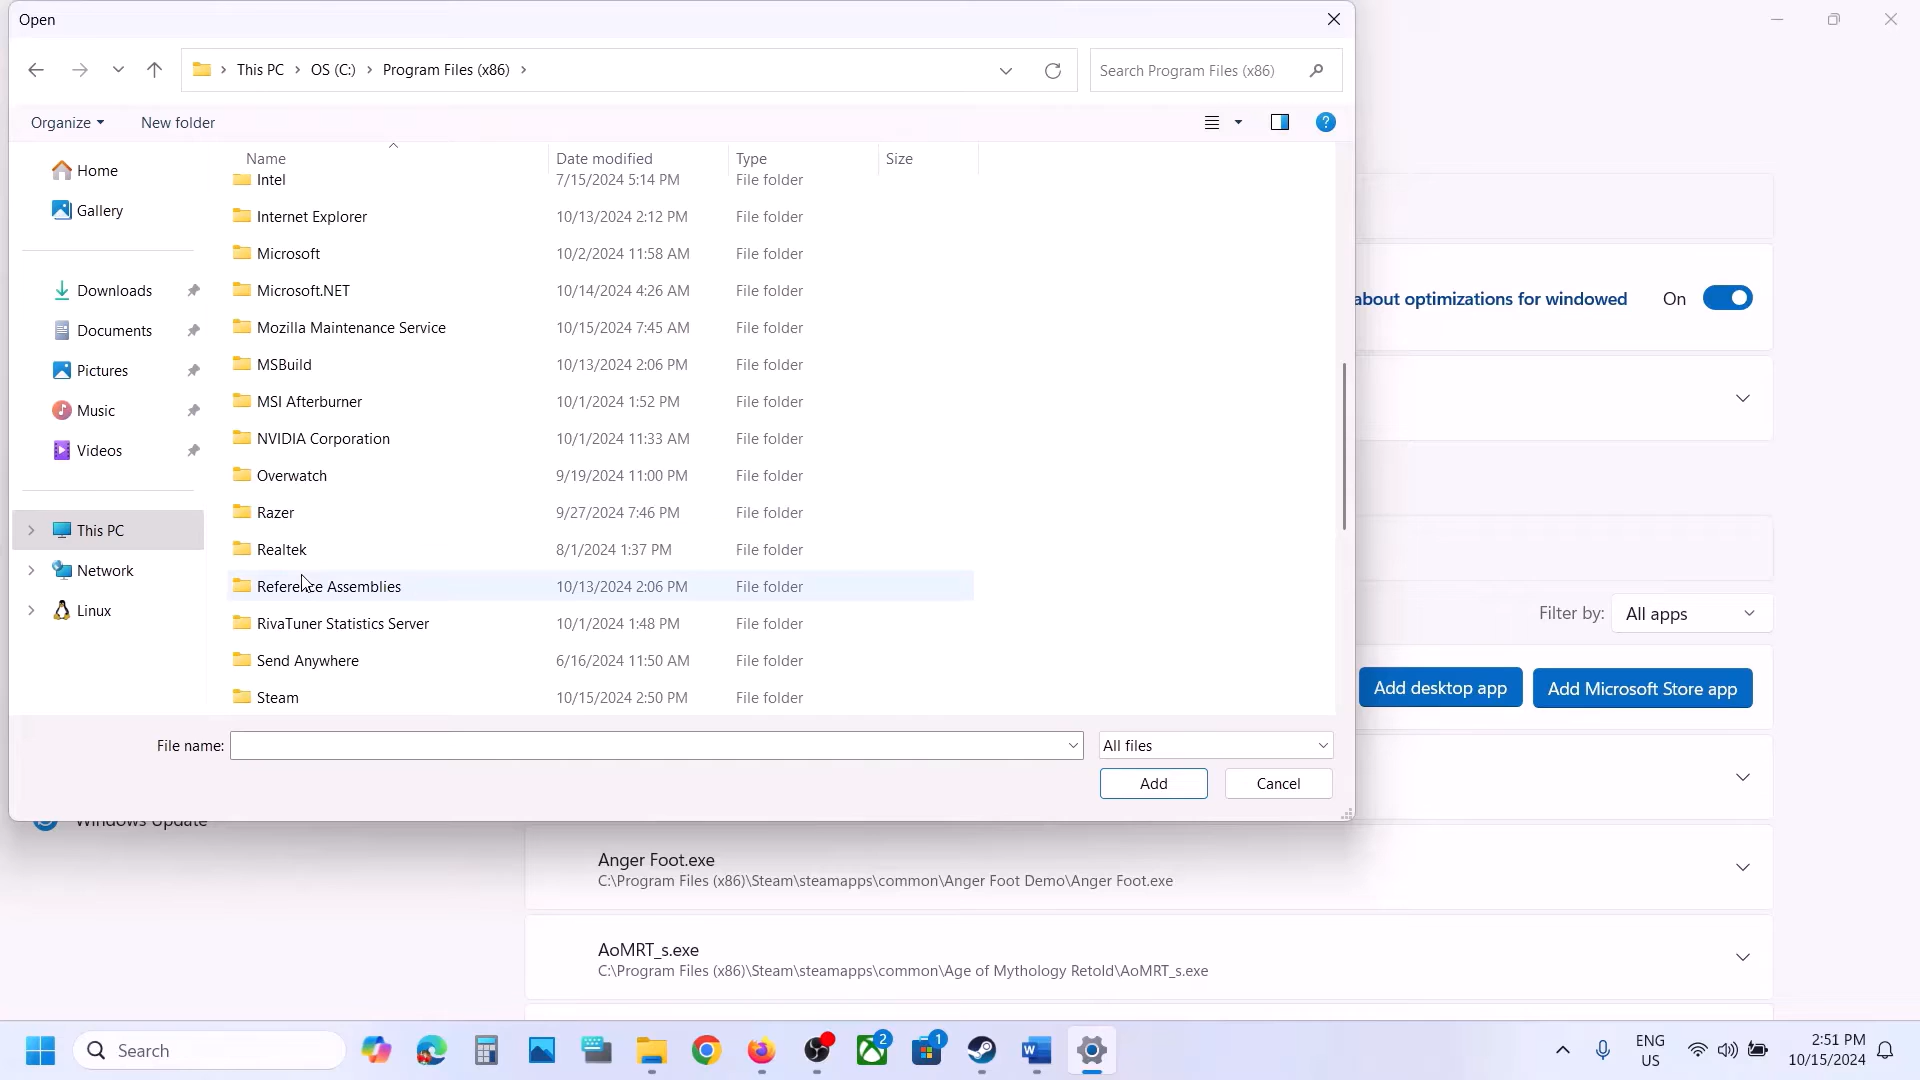 Open
This PC > OS (C:) > Program Files (x86) >
Search Program Files (x86)
Organize
New folder
Name Date modified Type Size
Home
Gallery
Downloads
Documents
Pictures
Music
Videos
This PC
Network
Linux
Intel 7/15/2024 5:14 PM File folder
Internet Explorer 10/13/2024 2:12 PM File folder
Microsoft 10/2/2024 11:58 AM File folder
Microsoft.NET 10/14/2024 4:26 AM File folder
Mozilla Maintenance Service 10/15/2024 7:45 AM File folder
MSBuild 10/13/2024 2:06 PM File folder
MSI Afterburner 10/1/2024 1:52 PM File folder
NVIDIA Corporation 10/1/2024 11:33 AM File folder
Overwatch 9/19/2024 11:00 PM File folder
Razer 9/27/2024 7:46 PM File folder
Realtek 8/1/2024 1:37 PM File folder
Reference Assemblies 10/13/2024 2:06 PM File folder
RivaTuner Statistics Server 10/1/2024 1:48 PM File folder
Send Anywhere 6/16/2024 11:50 AM File folder
Steam 10/15/2024 2:50 PM File folder
File name:
All files
Add
Cancel
about optimizations for windowed
On
Filter by: All apps
Add desktop app
Add Microsoft Store app
Windows Update
Anger Foot.exe
C:\Program Files (x86)\Steam\steamapps\common\Anger Foot Demo\Anger Foot.exe
AoMRT_s.exe
C:\Program Files (x86)\Steam\steamapps\common\Age of Mythology Retold\AoMRT_s.exe
Search
2
1
ENG
US
2:51 PM
10/15/2024